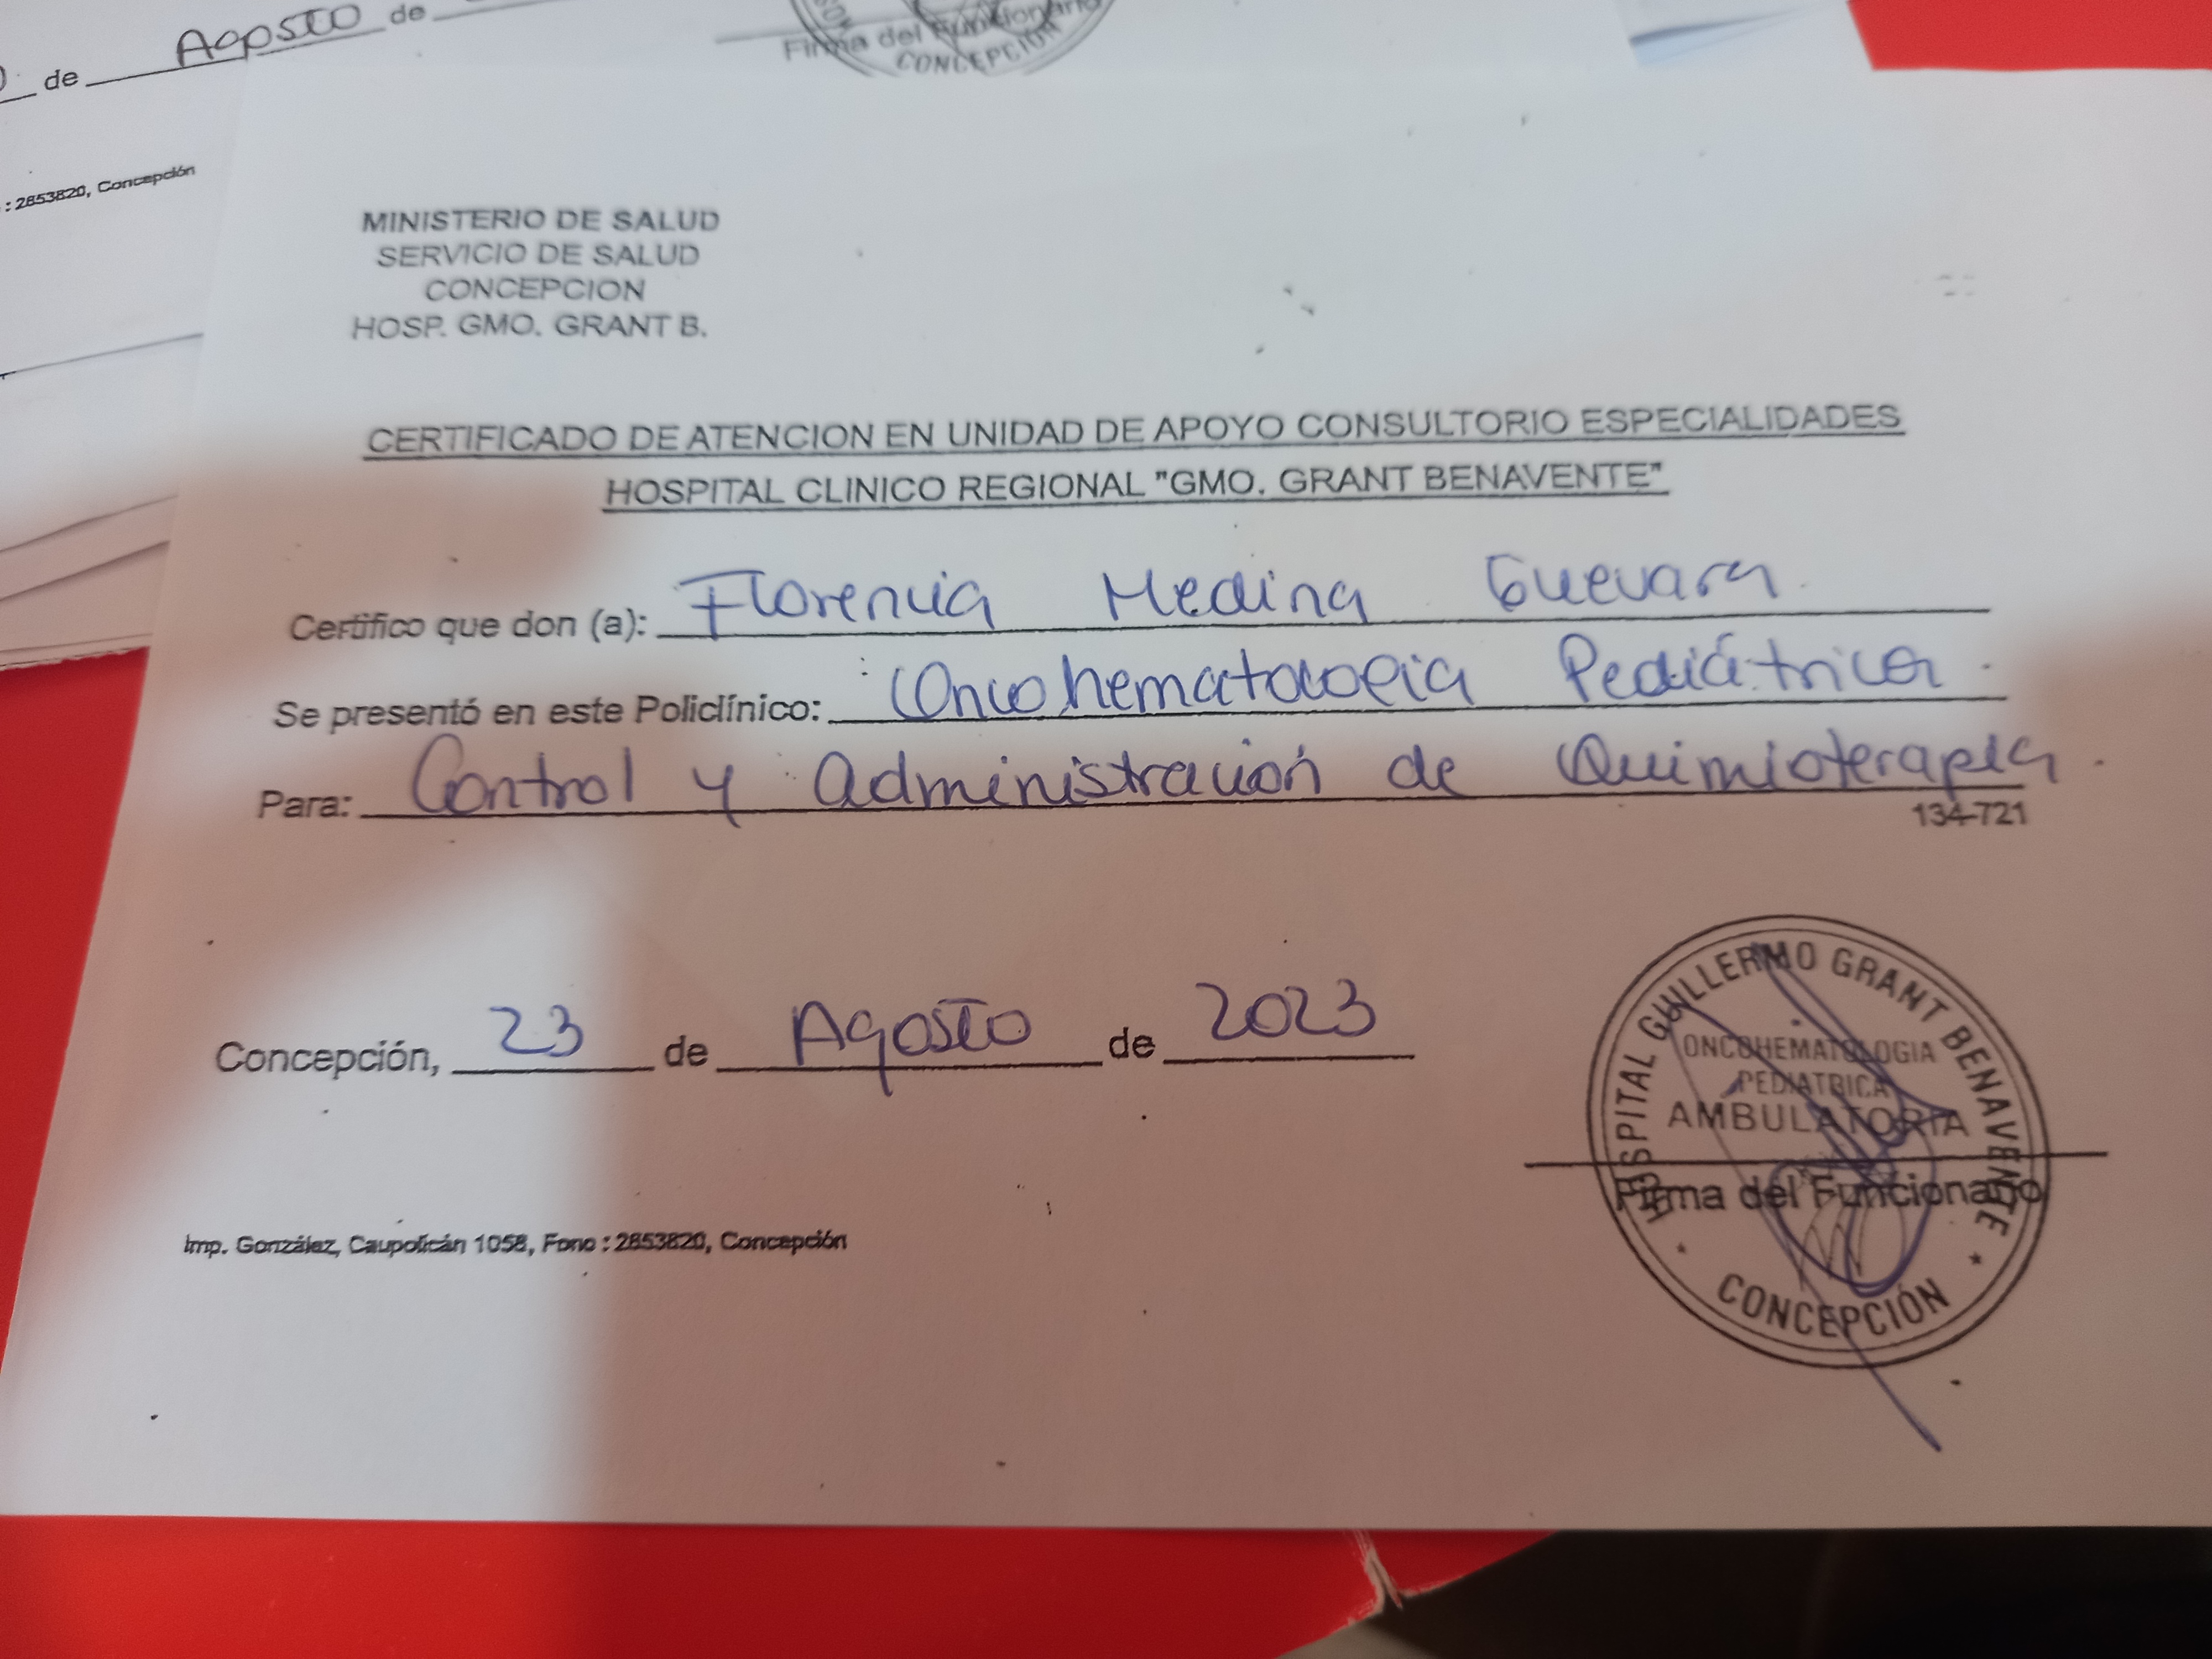 de Agosto de
Firma del Funcionario
CONCEPCIÓN
: 2853820, Concepción
MINISTERIO DE SALUD
SERVICIO DE SALUD
CONCEPCION
HOSP. GMO. GRANT B.
CERTIFICADO DE ATENCION EN UNIDAD DE APOYO CONSULTORIO ESPECIALIDADES
HOSPITAL CLINICO REGIONAL "GMO. GRANT BENAVENTE"
Certifico que don (a): Florencia Medina Guevara
Se presentó en este Policlínico: Oncohematologia Pediátrica
Para: Control y administración de Quimioterapia
134-721
Concepción, 23 de Agosto de 2023
HOSPITAL GUILLERMO GRANT BENAVENTE
ONCOHEMATOLOGIA
PEDIATRICA
AMBULATORIA
Firma del Funcionario
CONCEPCIÓN
Imp. González, Caupolicán 1058, Fono : 2853820, Concepción